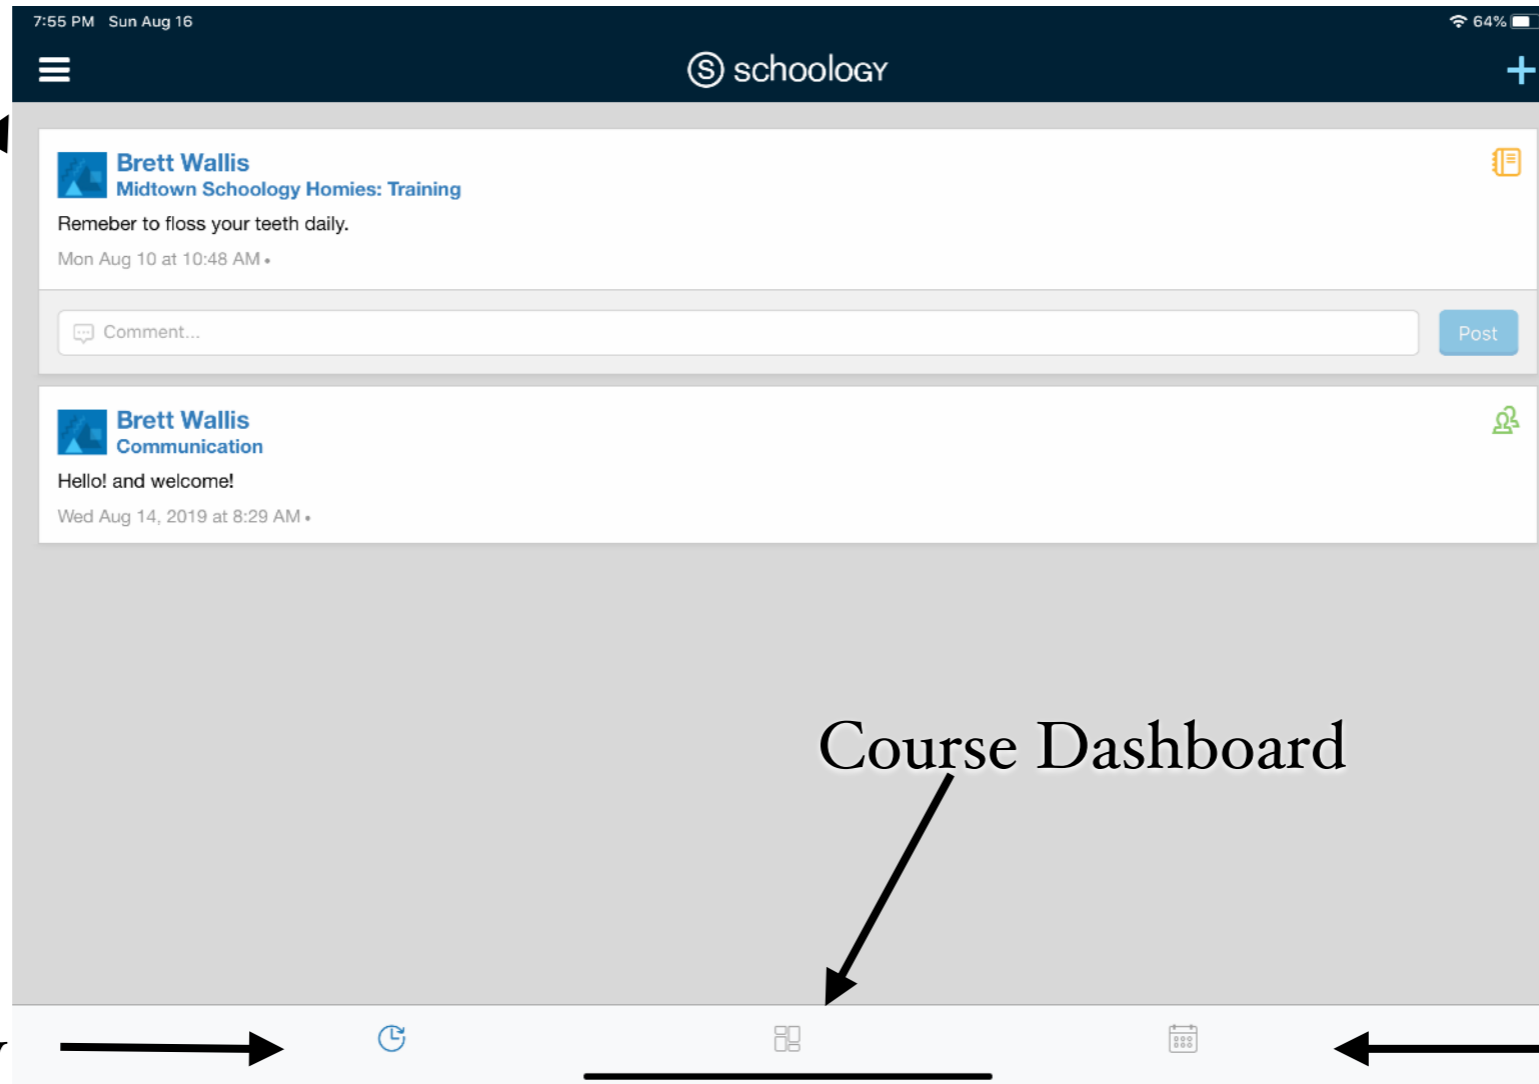 7:55 PM Sun Aug 16
64%
schoology
Brett Wallis
Midtown Schoology Homies: Training
Remeber to floss your teeth daily.
Mon Aug 10 at 10:48 AM •
Comment...
Post
Brett Wallis
Communication
Hello! and welcome!
Wed Aug 14, 2019 at 8:29 AM •
Course Dashboard